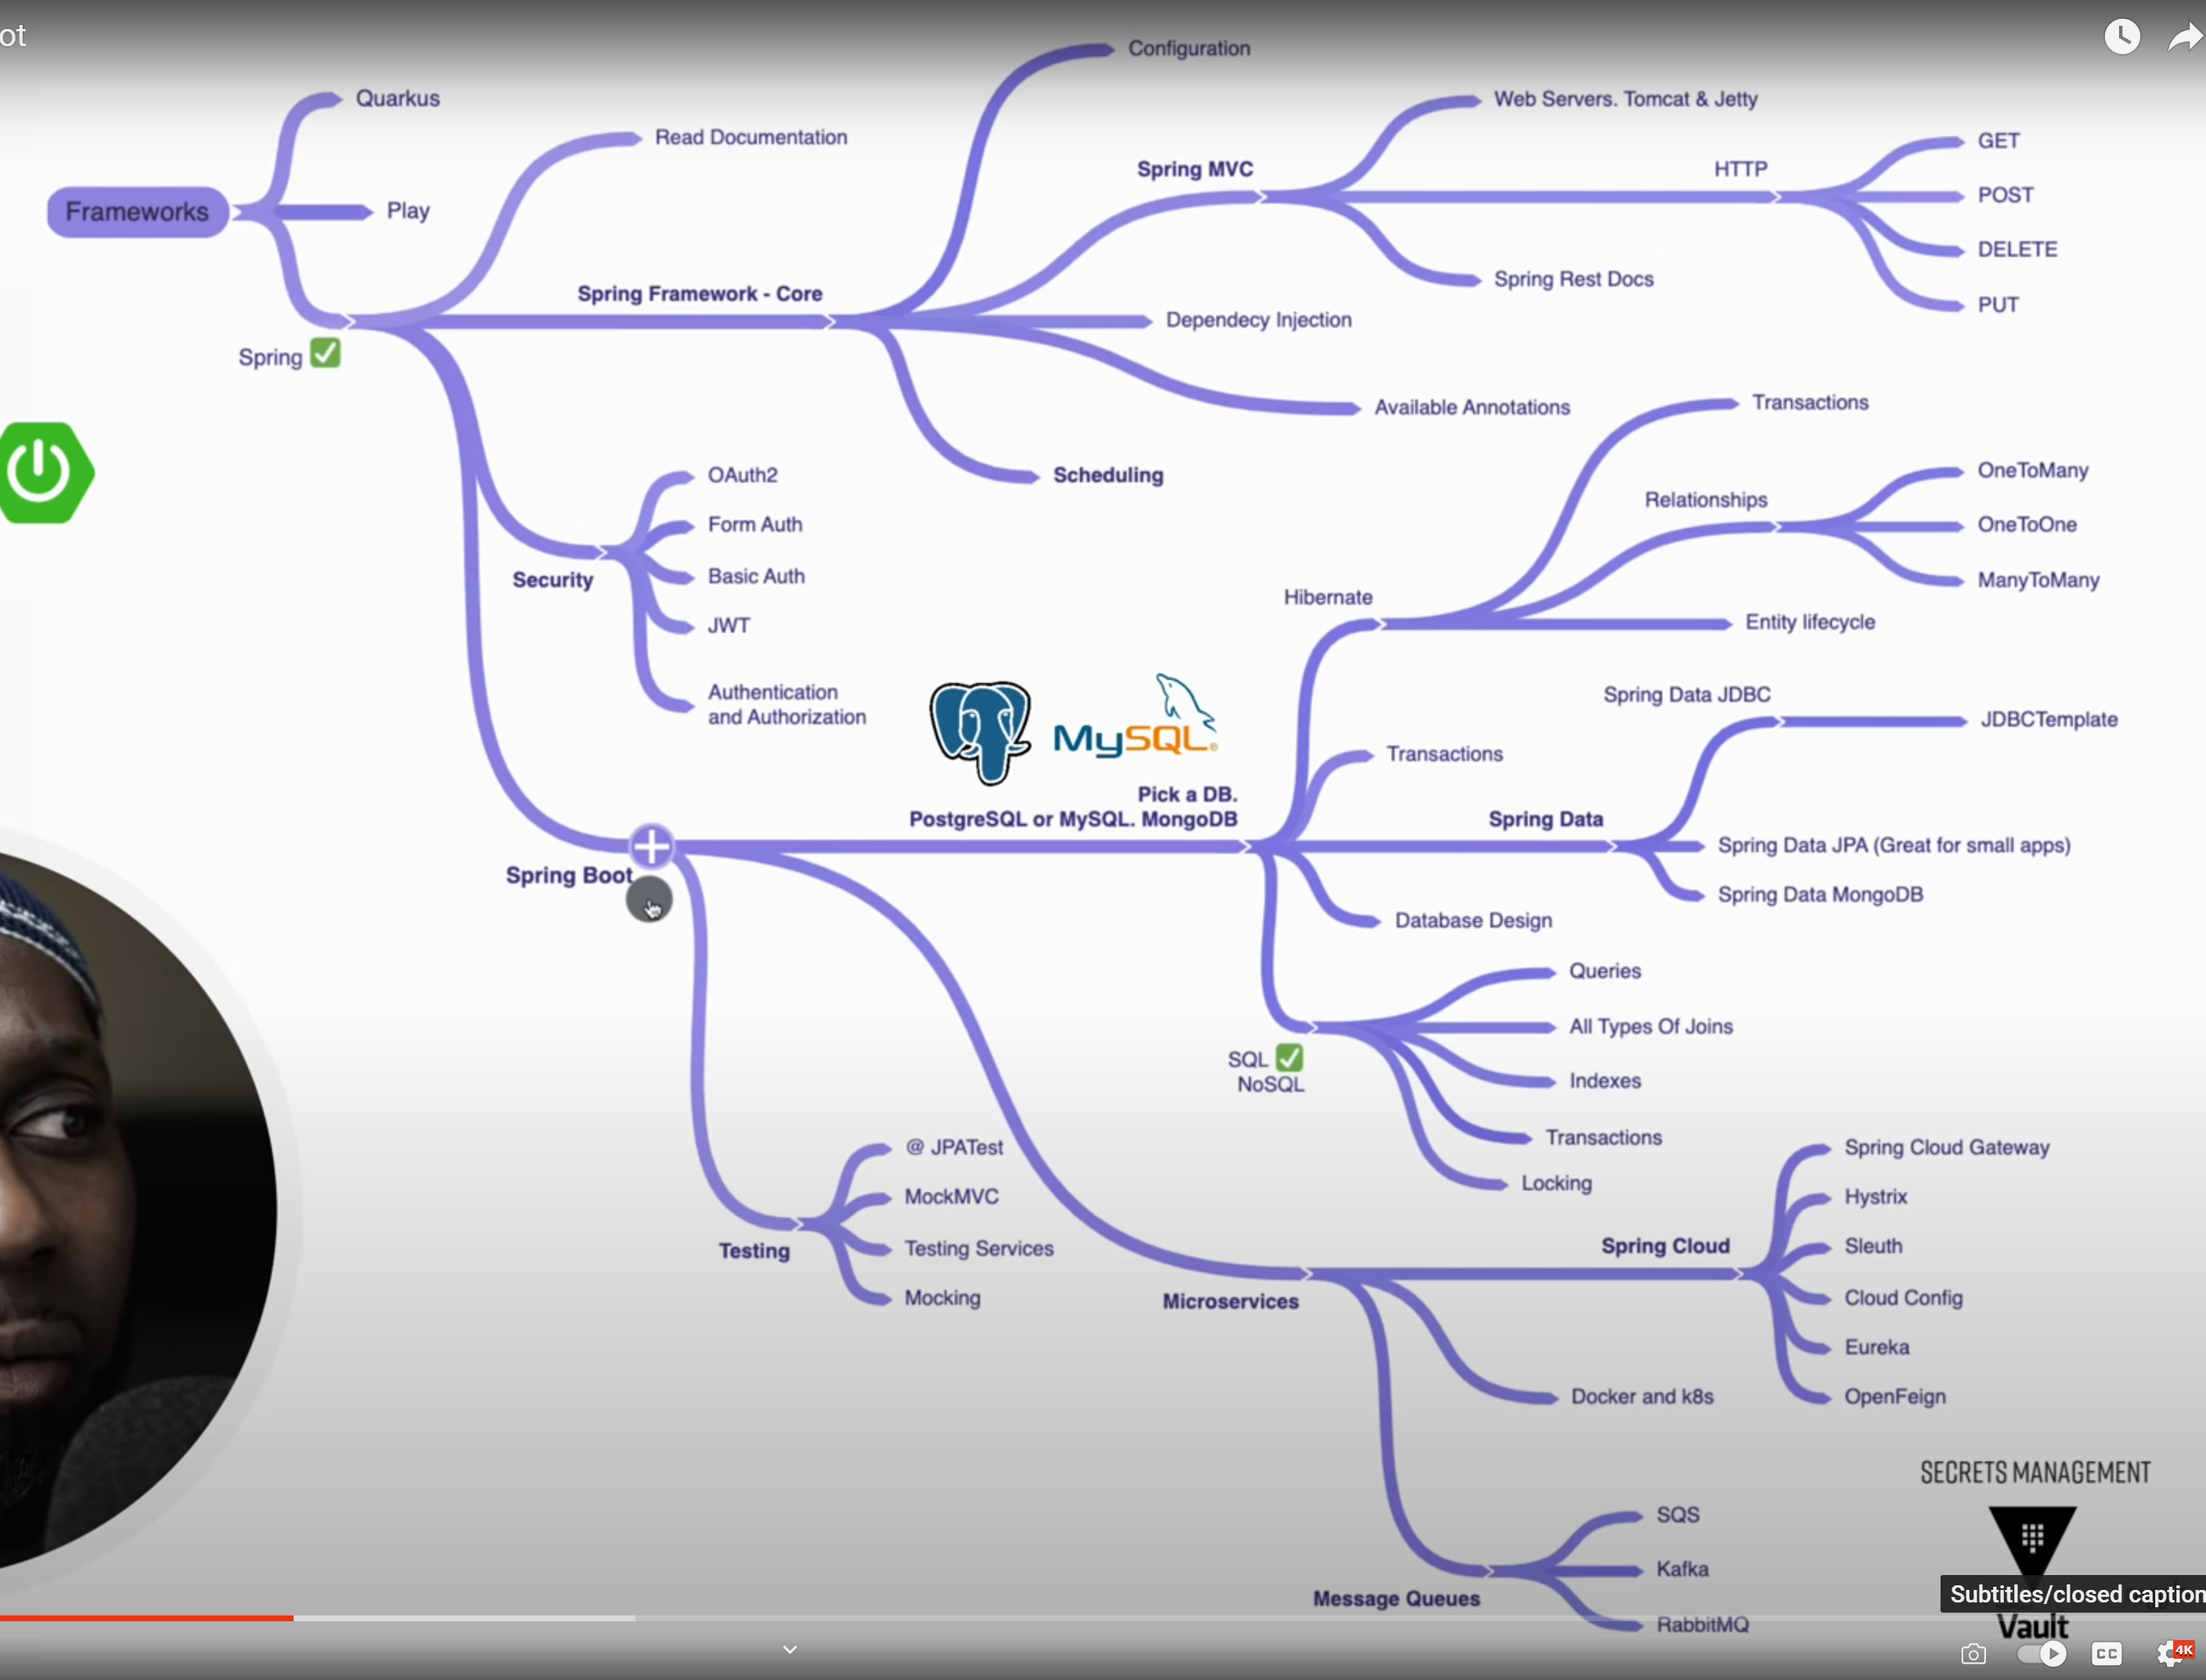 ot
Configuration
Quarkus
Web Servers. Tomcat & Jetty
Read Documentation
GET
Spring MVC
HTTP
POST
Frameworks
Play
DELETE
Spring Rest Docs
Spring Framework - Core
PUT
Dependecy Injection
Spring ✅
Available Annotations
Transactions
OAuth2
Scheduling
OneToMany
Relationships
Form Auth
OneToOne
Security
Basic Auth
ManyToMany
Hibernate
JWT
Entity lifecycle
Authentication
and Authorization
Spring Data JDBC
JDBCTemplate
MySQL®
Transactions
Pick a DB.
PostgreSQL or MySQL. MongoDB
Spring Data
Spring Data JPA (Great for small apps)
Spring Boot
Spring Data MongoDB
Database Design
Queries
All Types Of Joins
SQL ✅
NoSQL
Indexes
Transactions
Locking
@ JPATest
MockMVC
Testing
Testing Services
Mocking
Spring Cloud Gateway
Hystrix
Spring Cloud
Sleuth
Microservices
Cloud Config
Eureka
Docker and k8s
OpenFeign
SECRETS MANAGEMENT
SQS
Kafka
Message Queues
RabbitMQ
Subtitles/closed caption
Vault
CC
4K